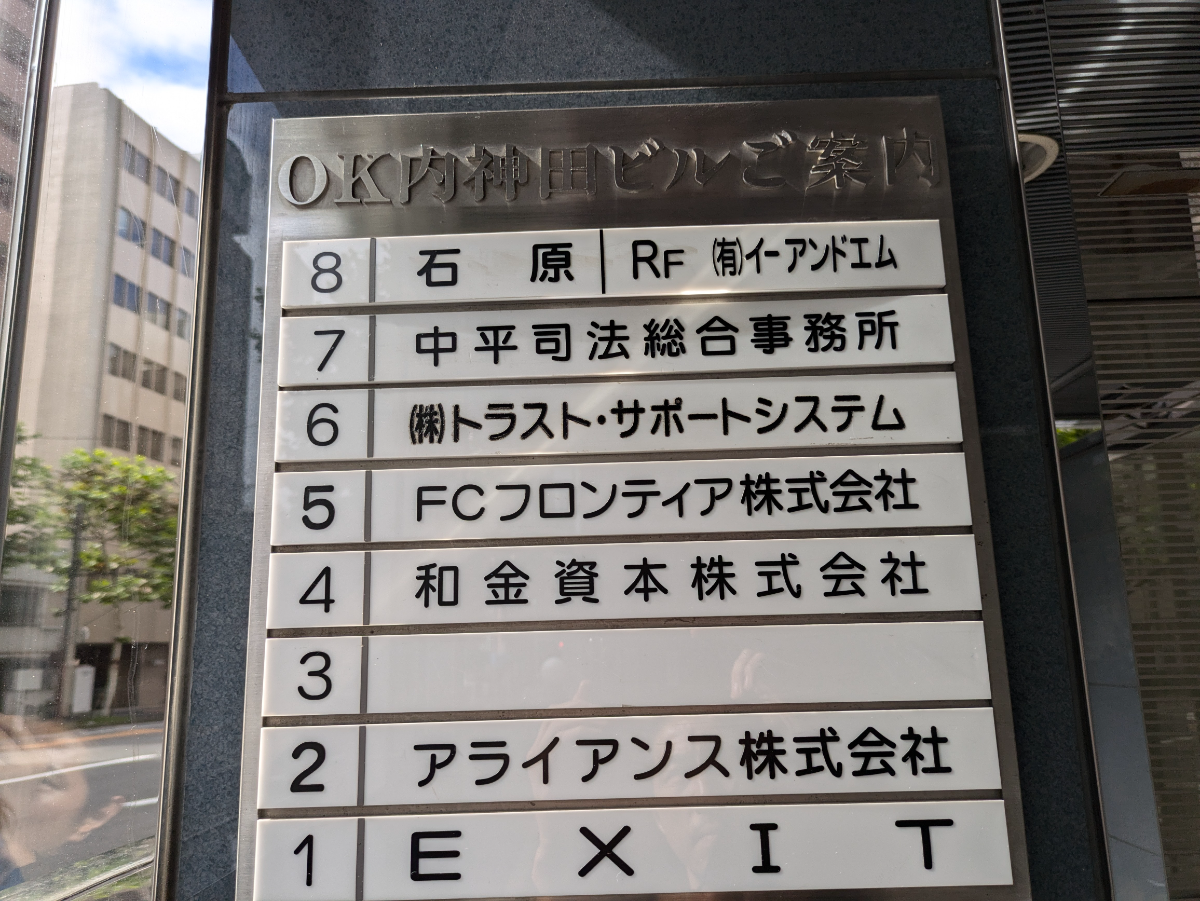 OK内神田ビルご案内
8 石原 RF ㈲イーアンドエム
7 中平司法総合事務所
6 ㈱トラスト・サポートシステム
5 FCフロンティア株式会社
4 和金資本株式会社
3
2 アライアンス株式会社
1 EXIT